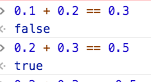 > 0.1 + 0.2 == 0.3
< false
> 0.2 + 0.3 == 0.5
< true